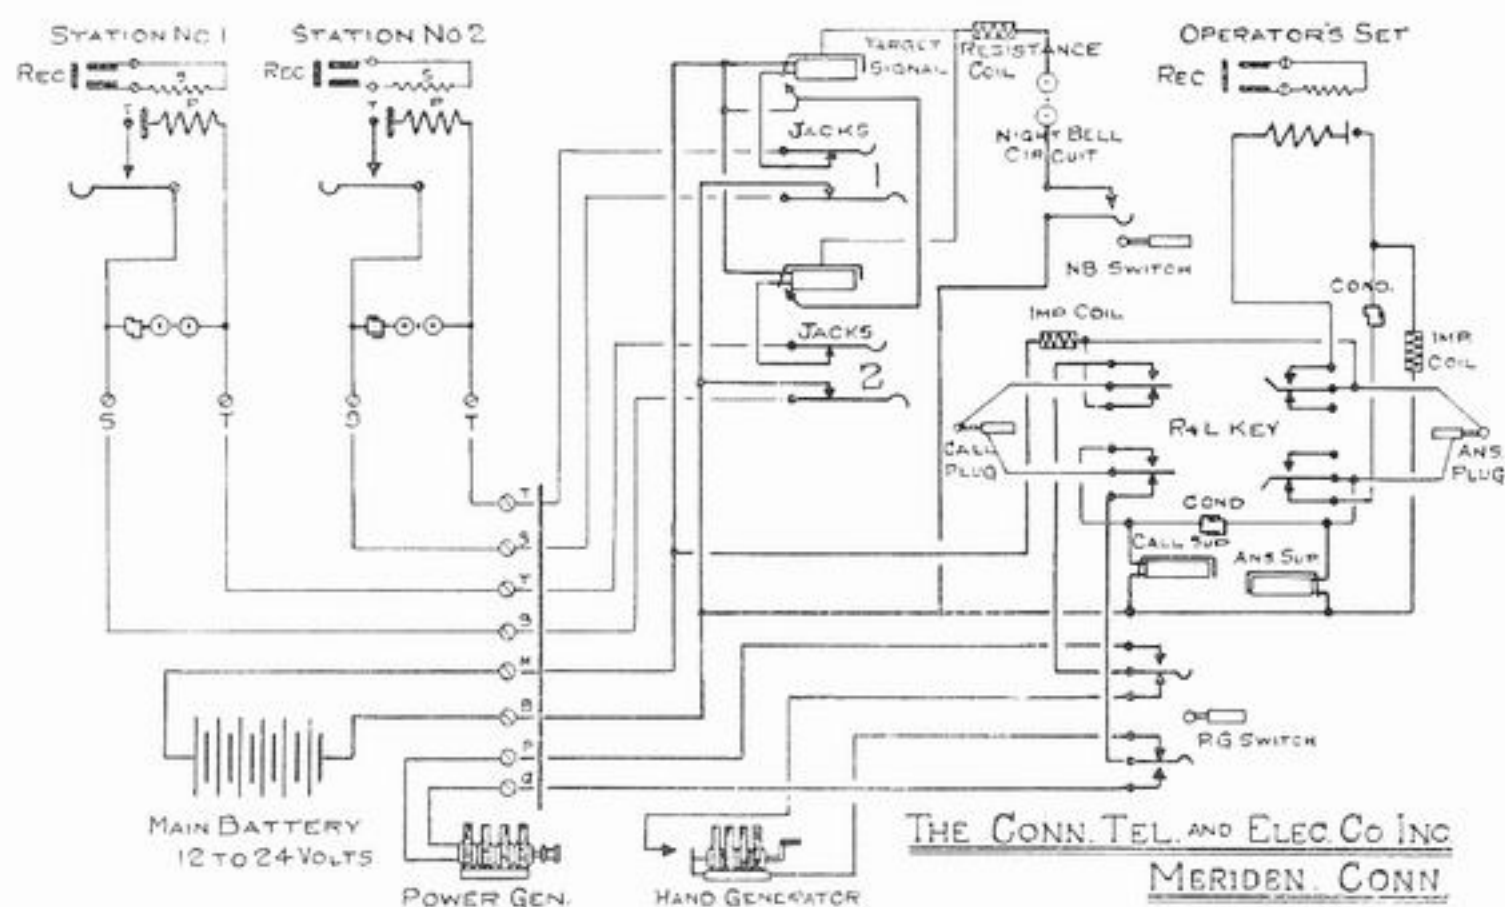 STATION NO 1
STATION NO 2
OPERATOR'S SET
REC
S
P
T
REC
S
P
T
TARGET SIGNAL
RESISTANCE COIL
REC
JACKS
1
NIGHT BELL CIRCUIT
NB SWITCH
COND.
IMP COIL
IMP. COIL
JACKS
2
S
T
T
R & L KEY
CALL PLUG
ANS. PLUG
T
S
T
S
M
B
P
G
COND
CALL SUP
ANS. SUP
P.G SWITCH
MAIN BATTERY
12 TO 24 VOLTS
POWER GEN.
HAND GENERATOR
THE CONN. TEL. AND ELEC. CO INC
MERIDEN. CONN